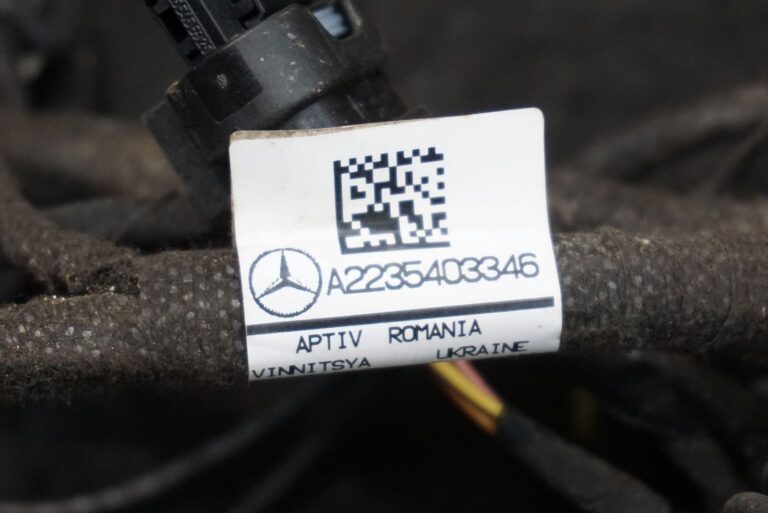 A2235403346
APTIV ROMANIA
VINNITSYA UKRAINE